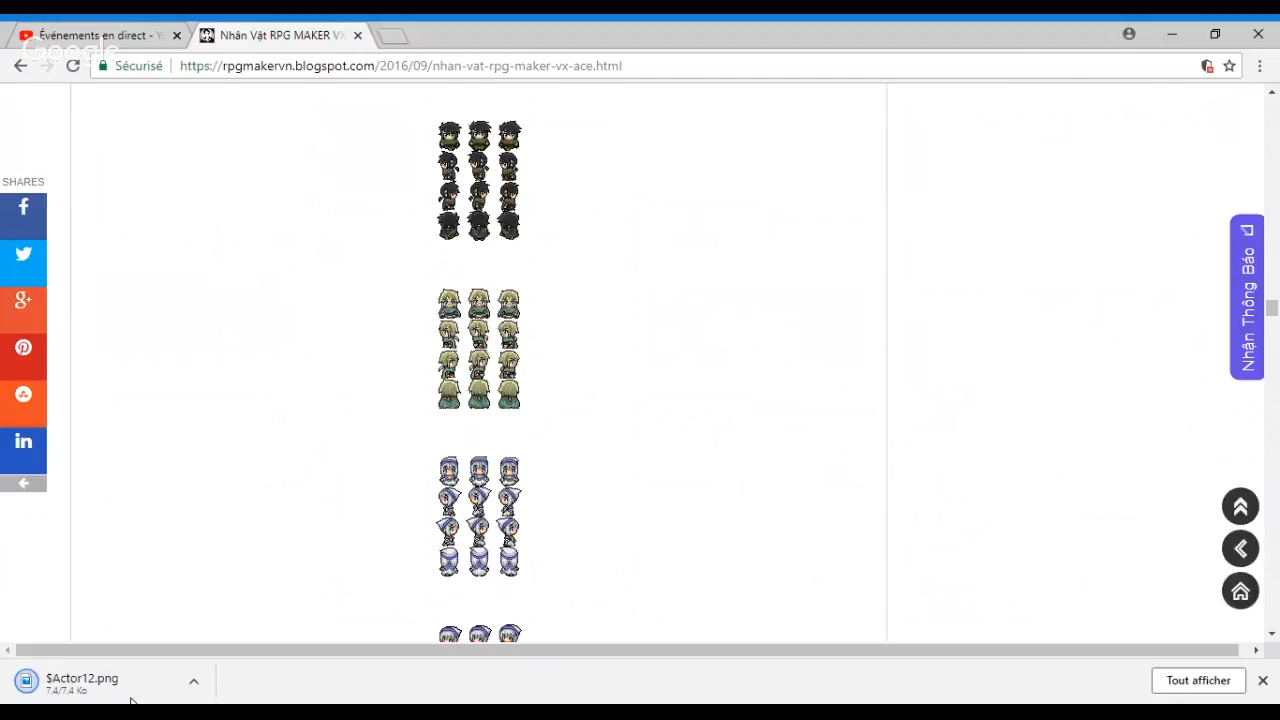 Événements en direct - Y
Nhân Vật RPG MAKER VX
Google
Sécurisé
https://rpgmakervn.blogspot.com/2016/09/nhan-vat-rpg-maker-vx-ace.html
SHARES
Nhận Thông Báo
$Actor12.png
7,4/7,4 Ko
Tout afficher